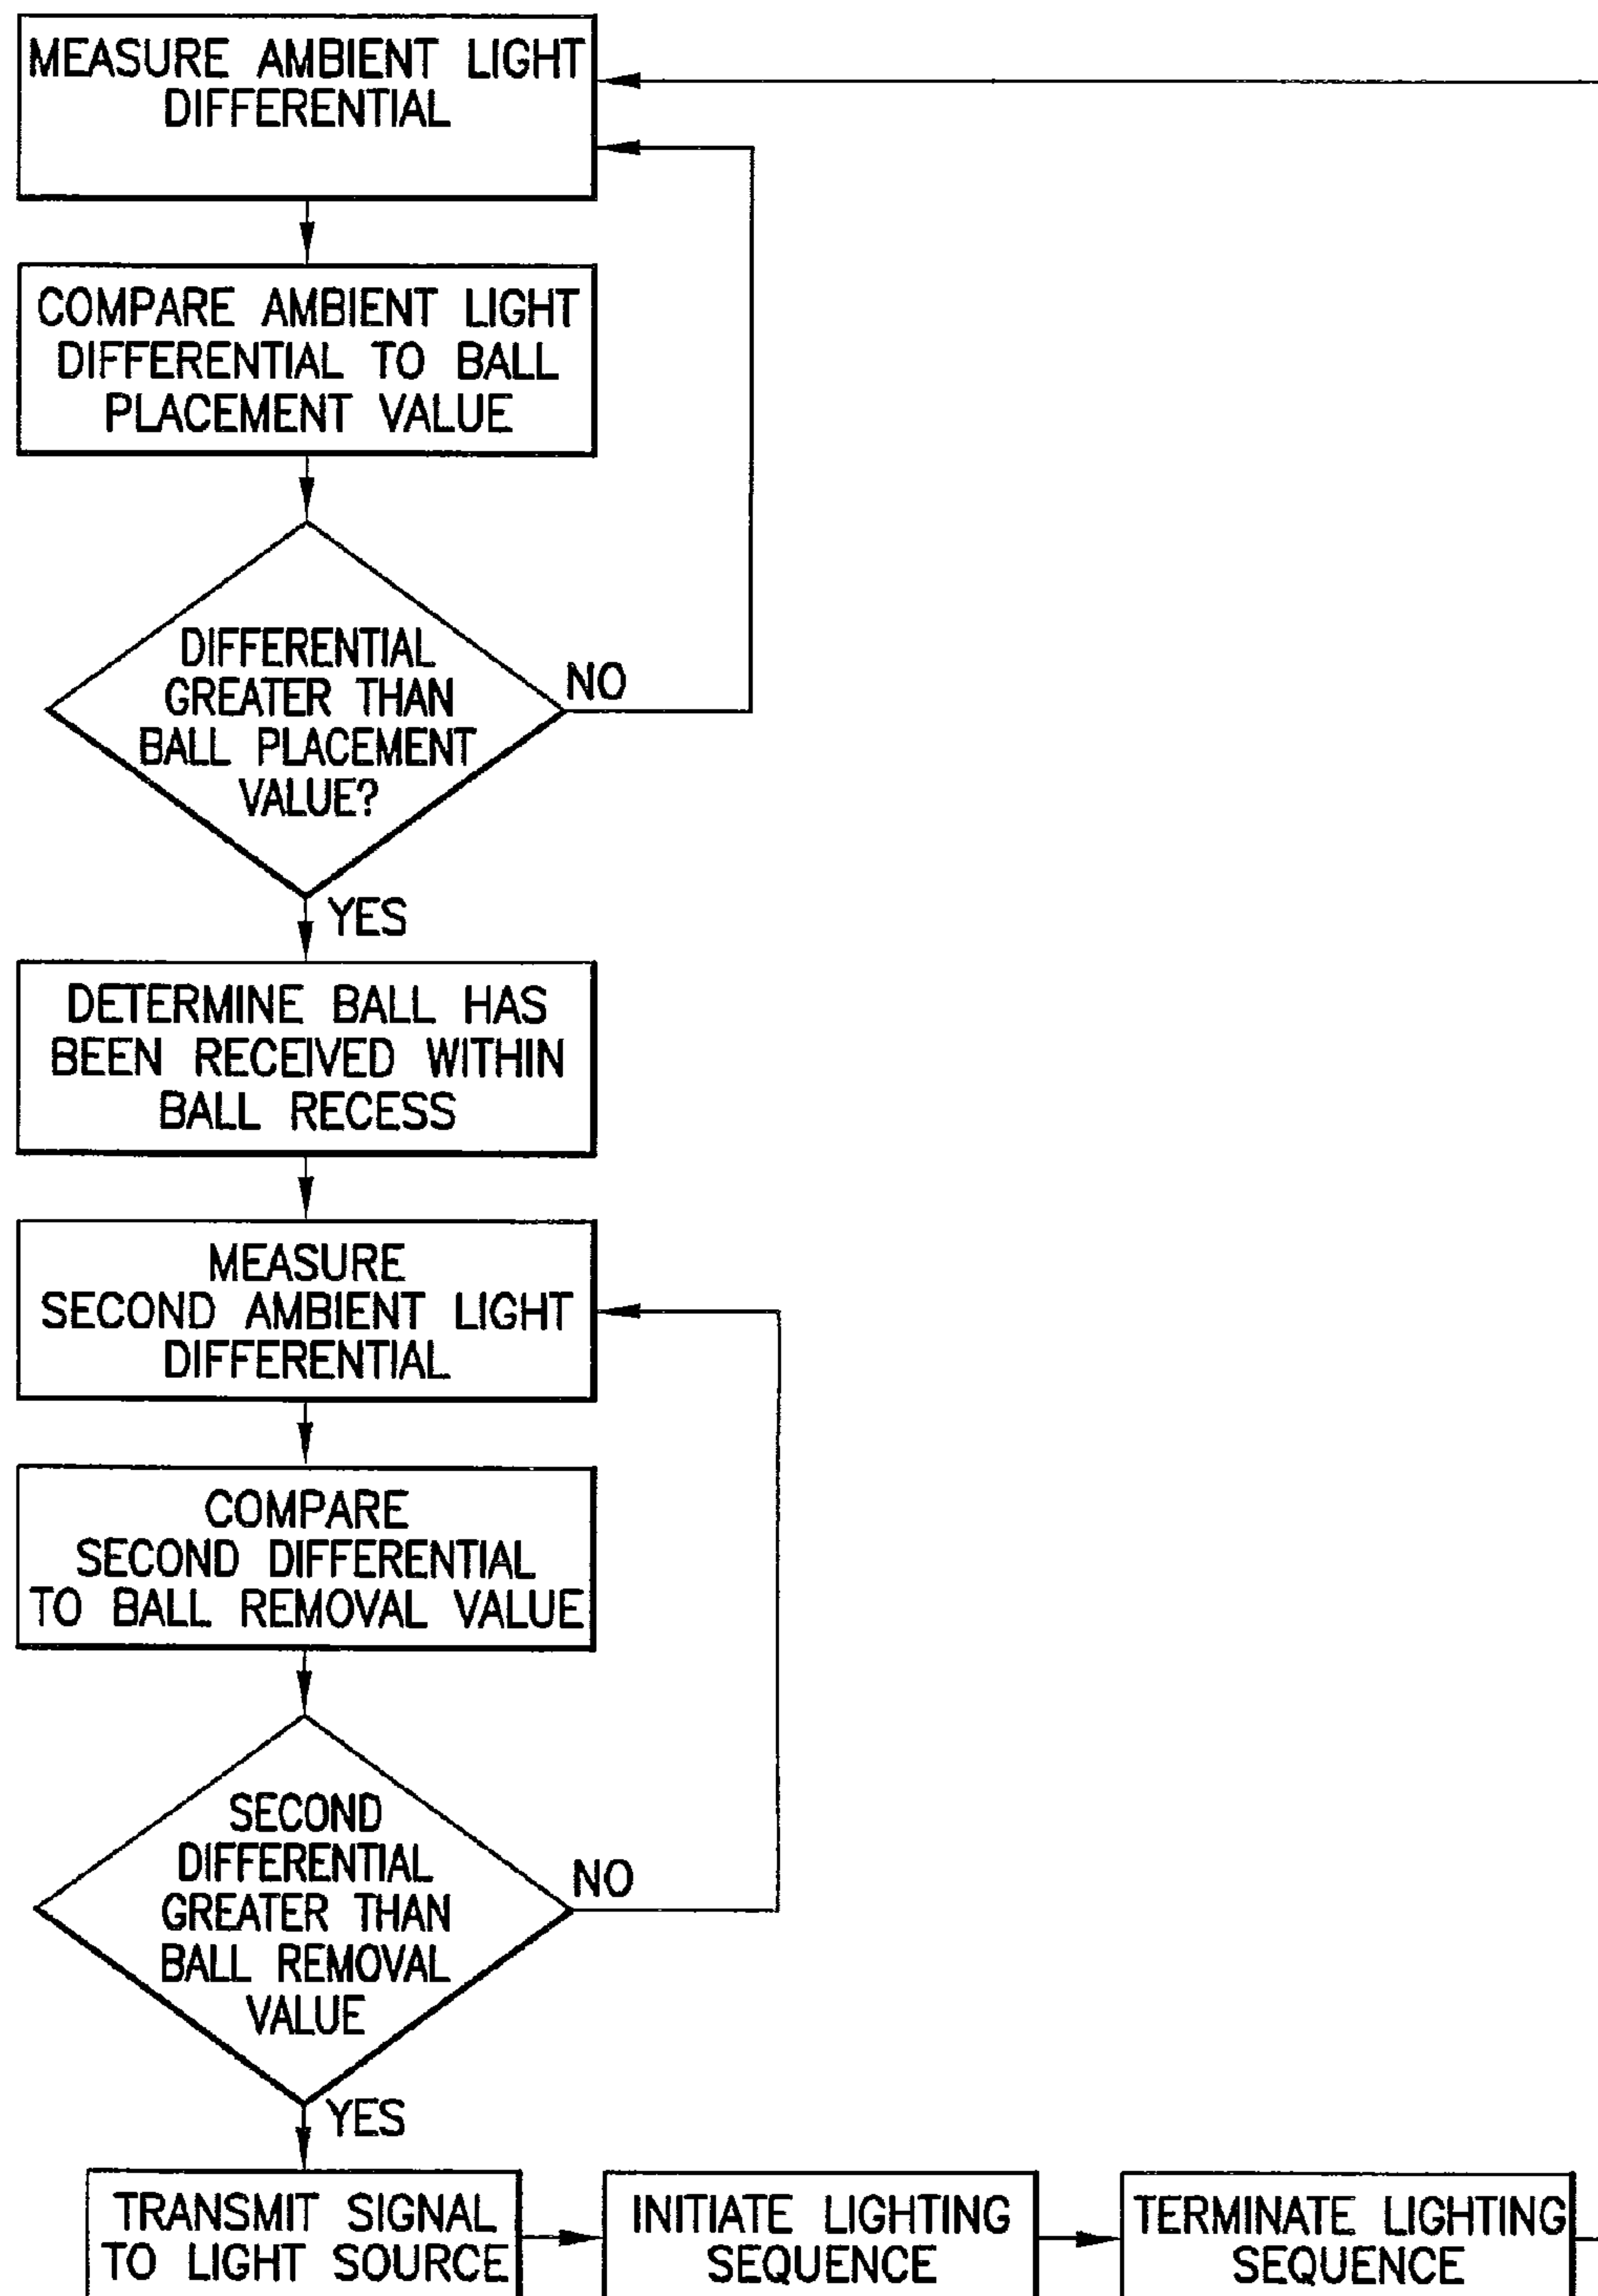 MEASURE AMBIENT LIGHT
DIFFERENTIAL
COMPARE AMBIENT LIGHT
DIFFERENTIAL TO BALL
PLACEMENT VALUE
DIFFERENTIAL
GREATER THAN
BALL PLACEMENT
VALUE?
NO
YES
DETERMINE BALL HAS
BEEN RECEIVED WITHIN
BALL RECESS
MEASURE
SECOND AMBIENT LIGHT
DIFFERENTIAL
COMPARE
SECOND DIFFERENTIAL
TO BALL REMOVAL VALUE
SECOND
DIFFERENTIAL
GREATER THAN
BALL REMOVAL
VALUE
NO
YES
TRANSMIT SIGNAL
TO LIGHT SOURCE
INITIATE LIGHTING
SEQUENCE
TERMINATE LIGHTING
SEQUENCE